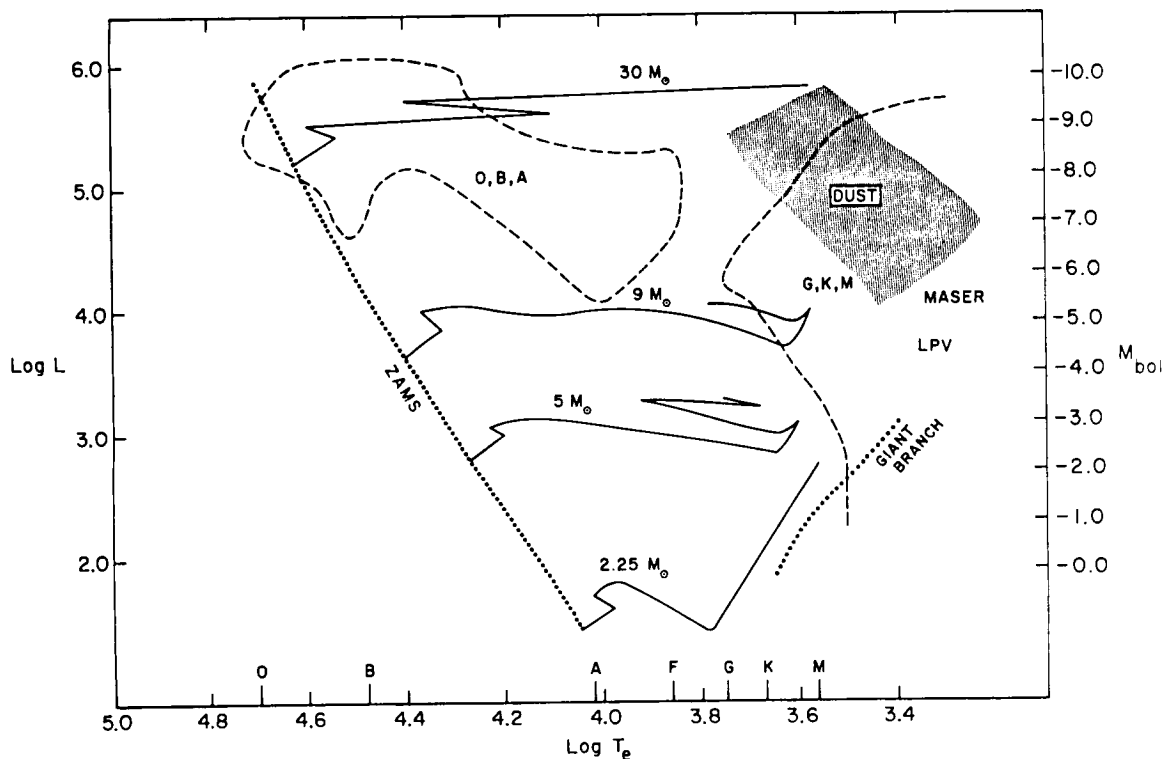 30 M⊙
6.0
-10.0
-9.0
-8.0
O, B, A
5.0
DUST
-7.0
-6.0
G, K, M
9 M⊙
MASER
4.0
-5.0
LPV
Log L
M bol
-4.0
ZAMS
5 M⊙
-3.0
3.0
GIANT
BRANCH
-2.0
-1.0
2.25 M⊙
2.0
-0.0
O B A F G K M
5.0 4.8 4.6 4.4 4.2 4.0 3.8 3.6 3.4
Log Te